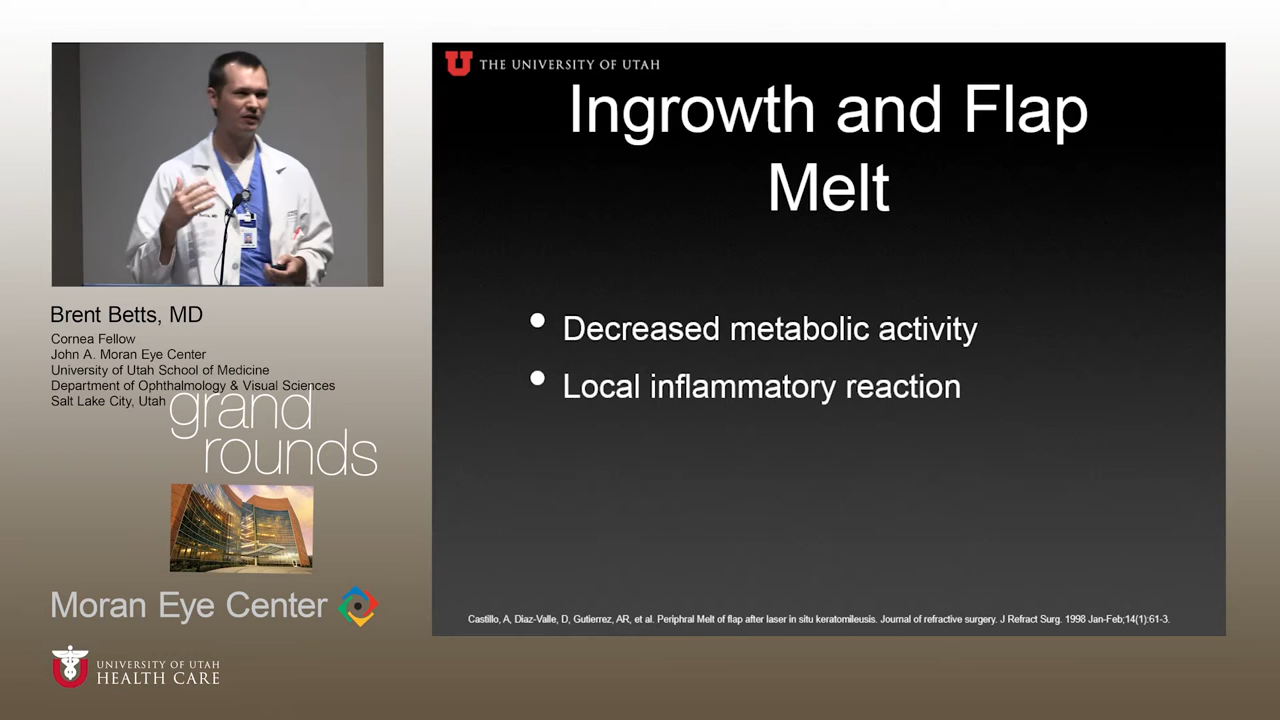 THE UNIVERSITY OF UTAH
Ingrowth and Flap
Melt
• Decreased metabolic activity
• Local inflammatory reaction
Castillo, A, Diaz-Valle, D, Gutierrez, AR, et al. Periphral Melt of flap after laser in situ keratomileusis. Journal of refractive surgery. J Refract Surg. 1998 Jan-Feb;14(1):61-3.
Brent Betts, MD
Cornea Fellow
John A. Moran Eye Center
University of Utah School of Medicine
Department of Ophthalmology & Visual Sciences
Salt Lake City, Utah
grand
rounds
Moran Eye Center
UNIVERSITY OF UTAH
HEALTH CARE